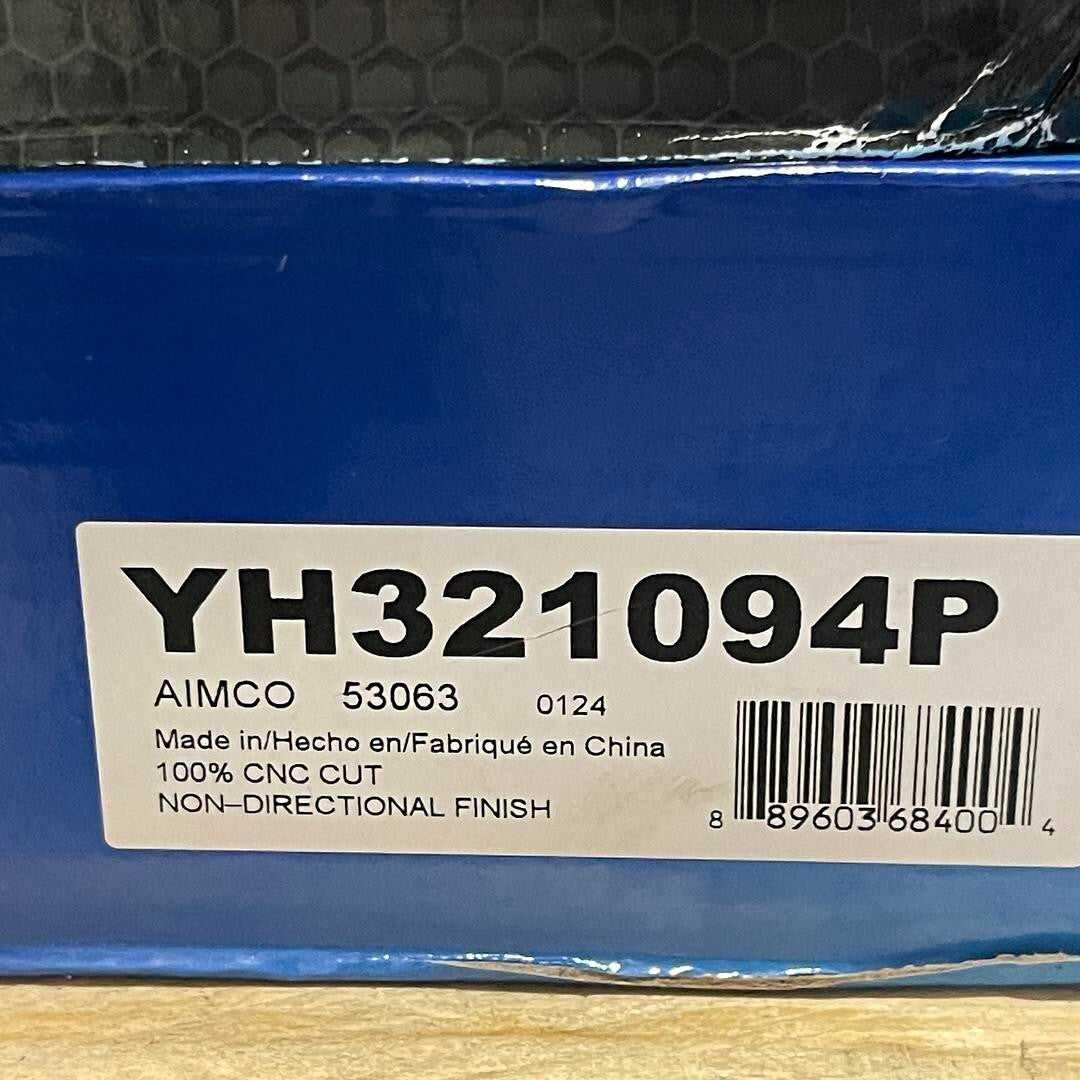 YH321094P
AIMCO 53063 0124
Made in/Hecho en/Fabriqué en China
100% CNC CUT
NON–DIRECTIONAL FINISH
8 89603 68400 4